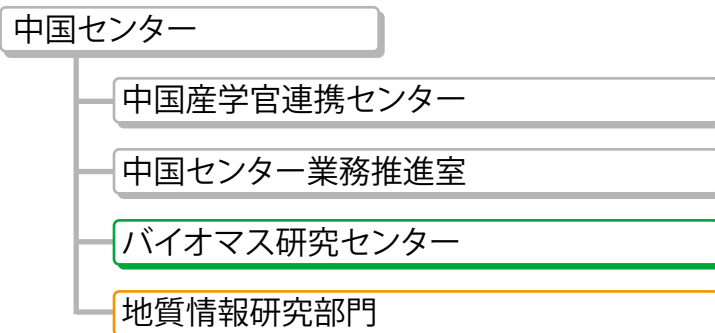 中国センター
中国産学官連携センター
中国センター業務推進室
バイオマス研究センター
地質情報研究部門